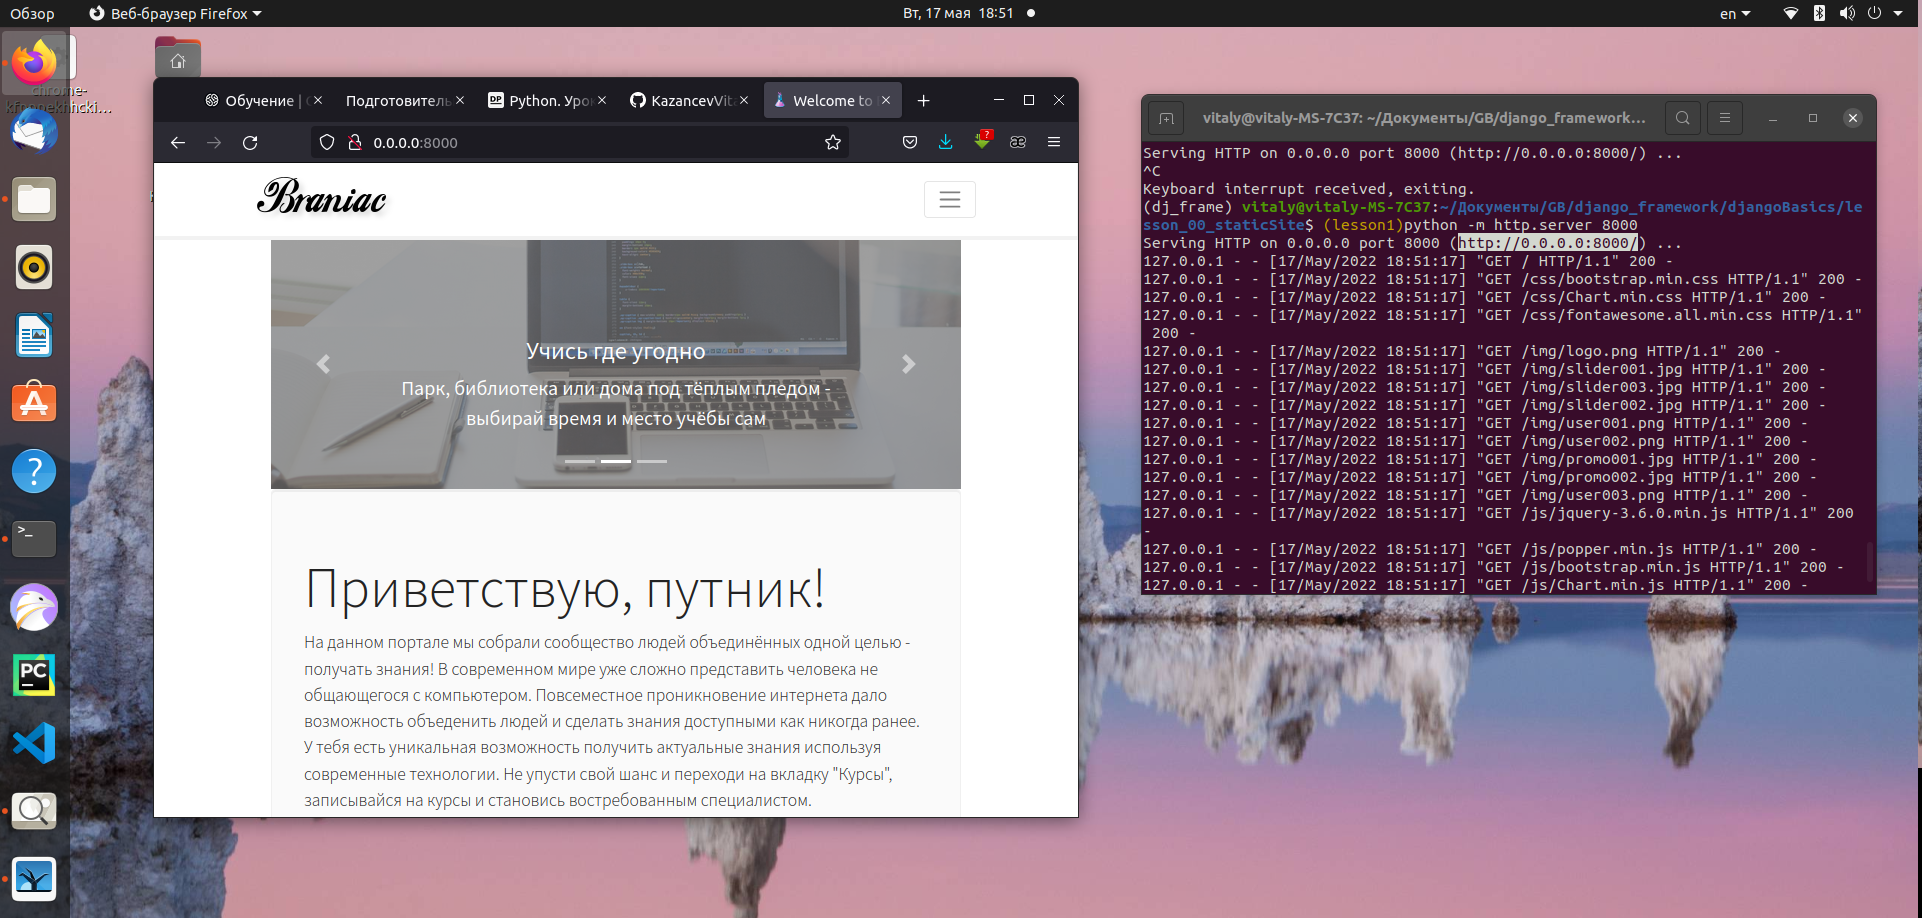 Обзор
Веб-браузер Firefox
Вт, 17 мая 18:51
en
chrome-
Обучение |
Подготовитель
DP Python. Уро
KazancevVit
Welcome to
0.0.0.0:8000
?
Braniac
Учись где угодно
Парк, библиотека или дома под тёплым пледом -
выбирай время и место учёбы сам
Приветствую, путник!
На данном портале мы собрали сообщество людей объединённых одной целью -
получать знания! В современном мире уже сложно представить человека не
общающегося с компьютером. Повсеместное проникновение интернета дало
возможность объеденить людей и сделать знания доступными как никогда ранее.
У тебя есть уникальная возможность получить актуальные знания используя
современные технологии. Не упусти свой шанс и переходи на вкладку "Курсы",
записывайся на курсы и становись востребованным специалистом.
vitaly@vitaly-MS-7C37: ~/Документы/GB/django_framework...
Serving HTTP on 0.0.0.0 port 8000 (http://0.0.0.0:8000/) ...
^C
Keyboard interrupt received, exiting.
(dj_frame) vitaly@vitaly-MS-7C37:~/Документы/GB/django_framework/djangoBasics/le
sson_00_staticSite$ (lesson1)python -m http.server 8000
Serving HTTP on 0.0.0.0 port 8000 (http://0.0.0.0:8000/) ...
127.0.0.1 - - [17/May/2022 18:51:17] "GET / HTTP/1.1" 200 -
127.0.0.1 - - [17/May/2022 18:51:17] "GET /css/bootstrap.min.css HTTP/1.1" 200 -
127.0.0.1 - - [17/May/2022 18:51:17] "GET /css/Chart.min.css HTTP/1.1" 200 -
127.0.0.1 - - [17/May/2022 18:51:17] "GET /css/fontawesome.all.min.css HTTP/1.1"
200 -
127.0.0.1 - - [17/May/2022 18:51:17] "GET /img/logo.png HTTP/1.1" 200 -
127.0.0.1 - - [17/May/2022 18:51:17] "GET /img/slider001.jpg HTTP/1.1" 200 -
127.0.0.1 - - [17/May/2022 18:51:17] "GET /img/slider003.jpg HTTP/1.1" 200 -
127.0.0.1 - - [17/May/2022 18:51:17] "GET /img/slider002.jpg HTTP/1.1" 200 -
127.0.0.1 - - [17/May/2022 18:51:17] "GET /img/user001.png HTTP/1.1" 200 -
127.0.0.1 - - [17/May/2022 18:51:17] "GET /img/user002.png HTTP/1.1" 200 -
127.0.0.1 - - [17/May/2022 18:51:17] "GET /img/promo001.jpg HTTP/1.1" 200 -
127.0.0.1 - - [17/May/2022 18:51:17] "GET /img/promo002.jpg HTTP/1.1" 200 -
127.0.0.1 - - [17/May/2022 18:51:17] "GET /img/user003.png HTTP/1.1" 200 -
127.0.0.1 - - [17/May/2022 18:51:17] "GET /js/jquery-3.6.0.min.js HTTP/1.1" 200
-
127.0.0.1 - - [17/May/2022 18:51:17] "GET /js/popper.min.js HTTP/1.1" 200 -
127.0.0.1 - - [17/May/2022 18:51:17] "GET /js/bootstrap.min.js HTTP/1.1" 200 -
127.0.0.1 - - [17/May/2022 18:51:17] "GET /js/Chart.min.js HTTP/1.1" 200 -
?
>_
PC